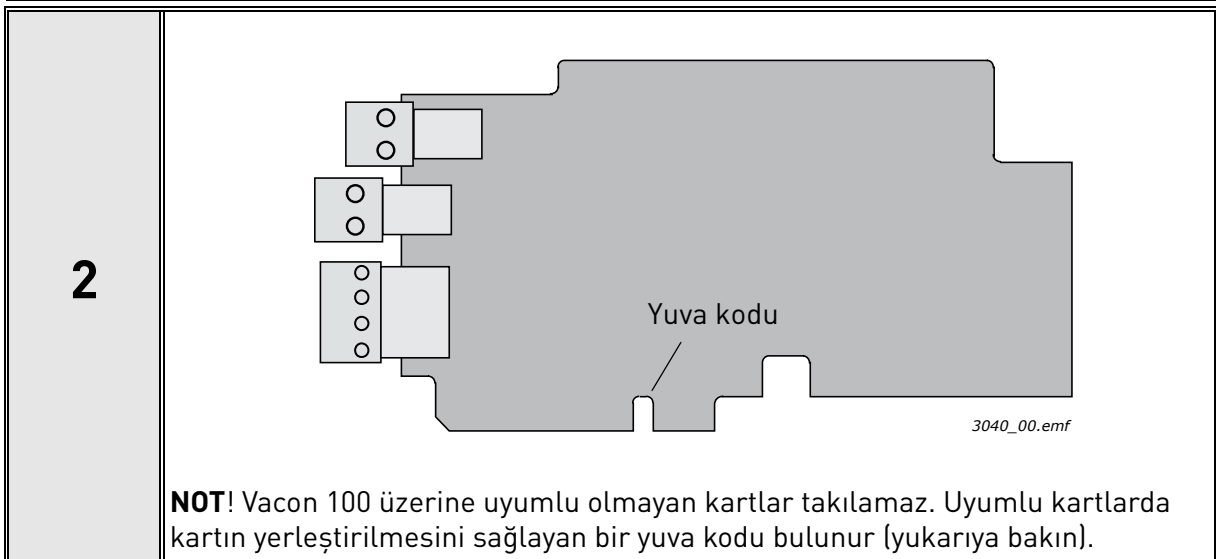 2
Yuva kodu
3040_00.emf
NOT! Vacon 100 üzerine uyumlu olmayan kartlar takılamaz. Uyumlu kartlarda
kartın yerleştirilmesini sağlayan bir yuva kodu bulunur (yukarıya bakın).